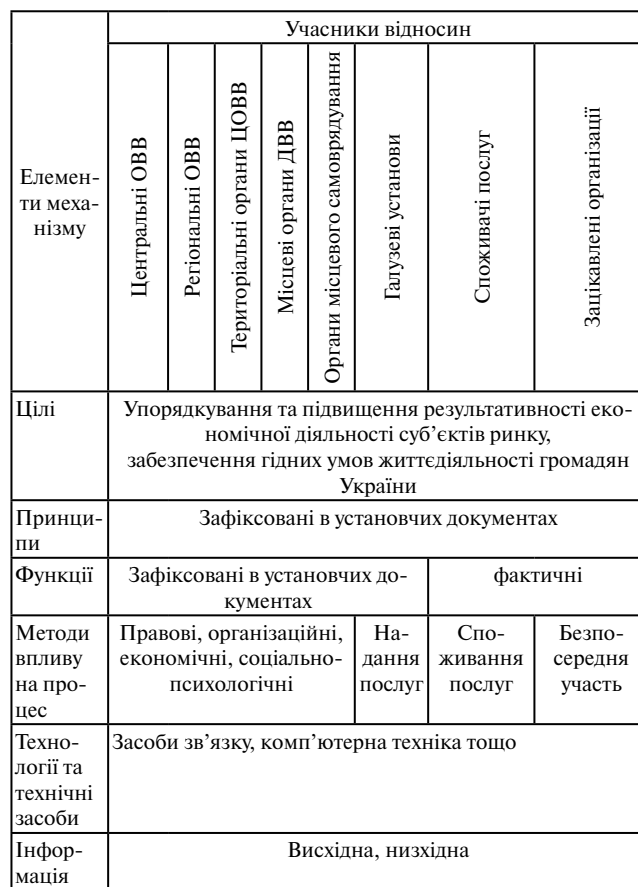 Елемен-
ти меха-
нізму
Учасники відносин
Центральні ОВВ
Регіональні ОВВ
Територіальні органи ЦОВВ
Місцеві органи ДВВ
Органи місцевого самоврядування
Галузеві установи
Споживачі послуг
Зацікавлені організації
Цілі
Упорядкування та підвищення результативності еко-
номічної діяльності суб’єктів ринку,
забезпечення гідних умов життєдіяльності громадян
України
Принци-
пи
Зафіксовані в установчих документах
Функції
Зафіксовані в установчих до-
кументах
фактичні
Методи
впливу
на про-
цес
Правові, організаційні,
економічні, соціально-
психологічні
На-
дання
послуг
Спо-
живання
послуг
Безпо-
середня
участь
Техно-
логії та
технічні
засоби
Засоби зв’язку, комп’ютерна техніка тощо
Інфор-
мація
Висхідна, низхідна